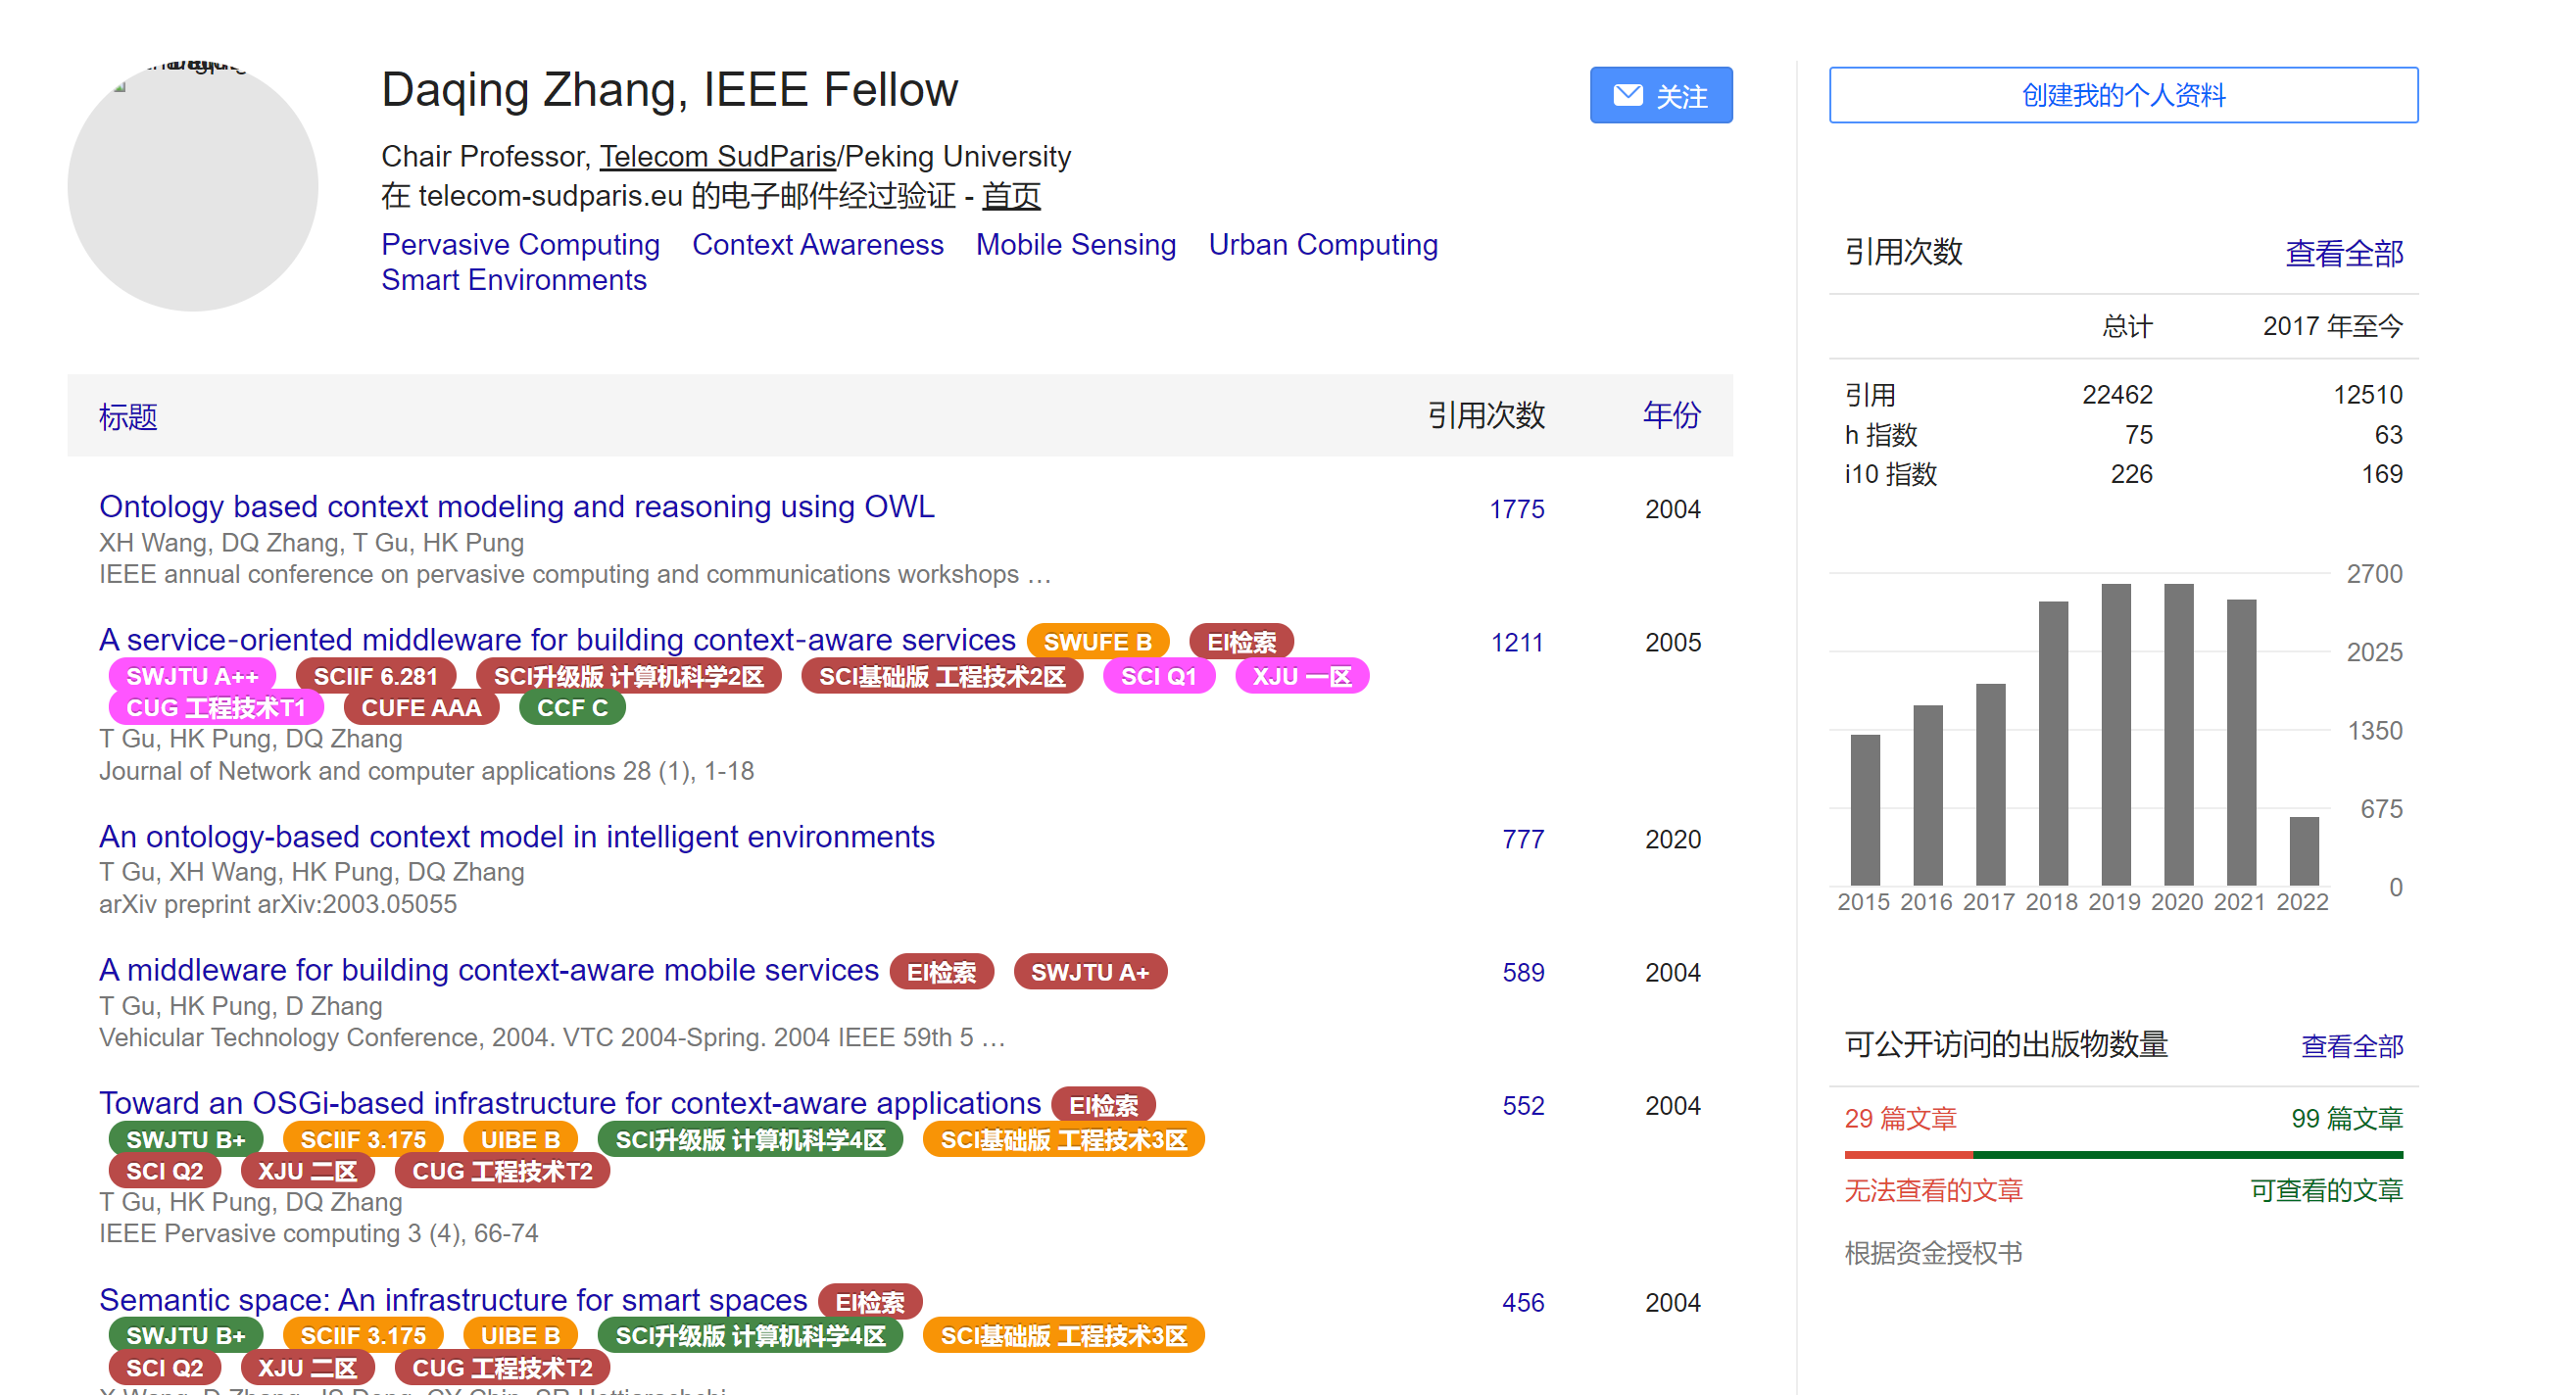 Daqing Zhang, IEEE Fellow
关注
Chair Professor, Telecom SudParis/Peking University
在 telecom-sudparis.eu 的电子邮件经过验证 - 首页
Pervasive Computing Context Awareness Mobile Sensing Urban Computing
Smart Environments
标题 引用次数 年份
Ontology based context modeling and reasoning using OWL 1775 2004
XH Wang, DQ Zhang, T Gu, HK Pung
IEEE annual conference on pervasive computing and communications workshops …
A service-oriented middleware for building context-aware services SWUFE B EI检索 1211 2005
SWJTU A++ SCIIF 6.281 SCI升级版 计算机科学2区 SCI基础版 工程技术2区 SCI Q1 XJU 一区
CUG 工程技术T1 CUFE AAA CCF C
T Gu, HK Pung, DQ Zhang
Journal of Network and computer applications 28 (1), 1-18
An ontology-based context model in intelligent environments 777 2020
T Gu, XH Wang, HK Pung, DQ Zhang
arXiv preprint arXiv:2003.05055
A middleware for building context-aware mobile services EI检索 SWJTU A+ 589 2004
T Gu, HK Pung, D Zhang
Vehicular Technology Conference, 2004. VTC 2004-Spring. 2004 IEEE 59th 5 …
Toward an OSGi-based infrastructure for context-aware applications EI检索 552 2004
SWJTU B+ SCIIF 3.175 UIBE B SCI升级版 计算机科学4区 SCI基础版 工程技术3区
SCI Q2 XJU 二区 CUG 工程技术T2
T Gu, HK Pung, DQ Zhang
IEEE Pervasive computing 3 (4), 66-74
Semantic space: An infrastructure for smart spaces EI检索 456 2004
SWJTU B+ SCIIF 3.175 UIBE B SCI升级版 计算机科学4区 SCI基础版 工程技术3区
SCI Q2 XJU 二区 CUG 工程技术T2
创建我的个人资料
引用次数 查看全部
总计 2017 年至今
引用 22462 12510
h 指数 75 63
i10 指数 226 169
2700
2025
1350
675
0
2015 2016 2017 2018 2019 2020 2021 2022
可公开访问的出版物数量 查看全部
29 篇文章 99 篇文章
无法查看的文章 可查看的文章
根据资金授权书